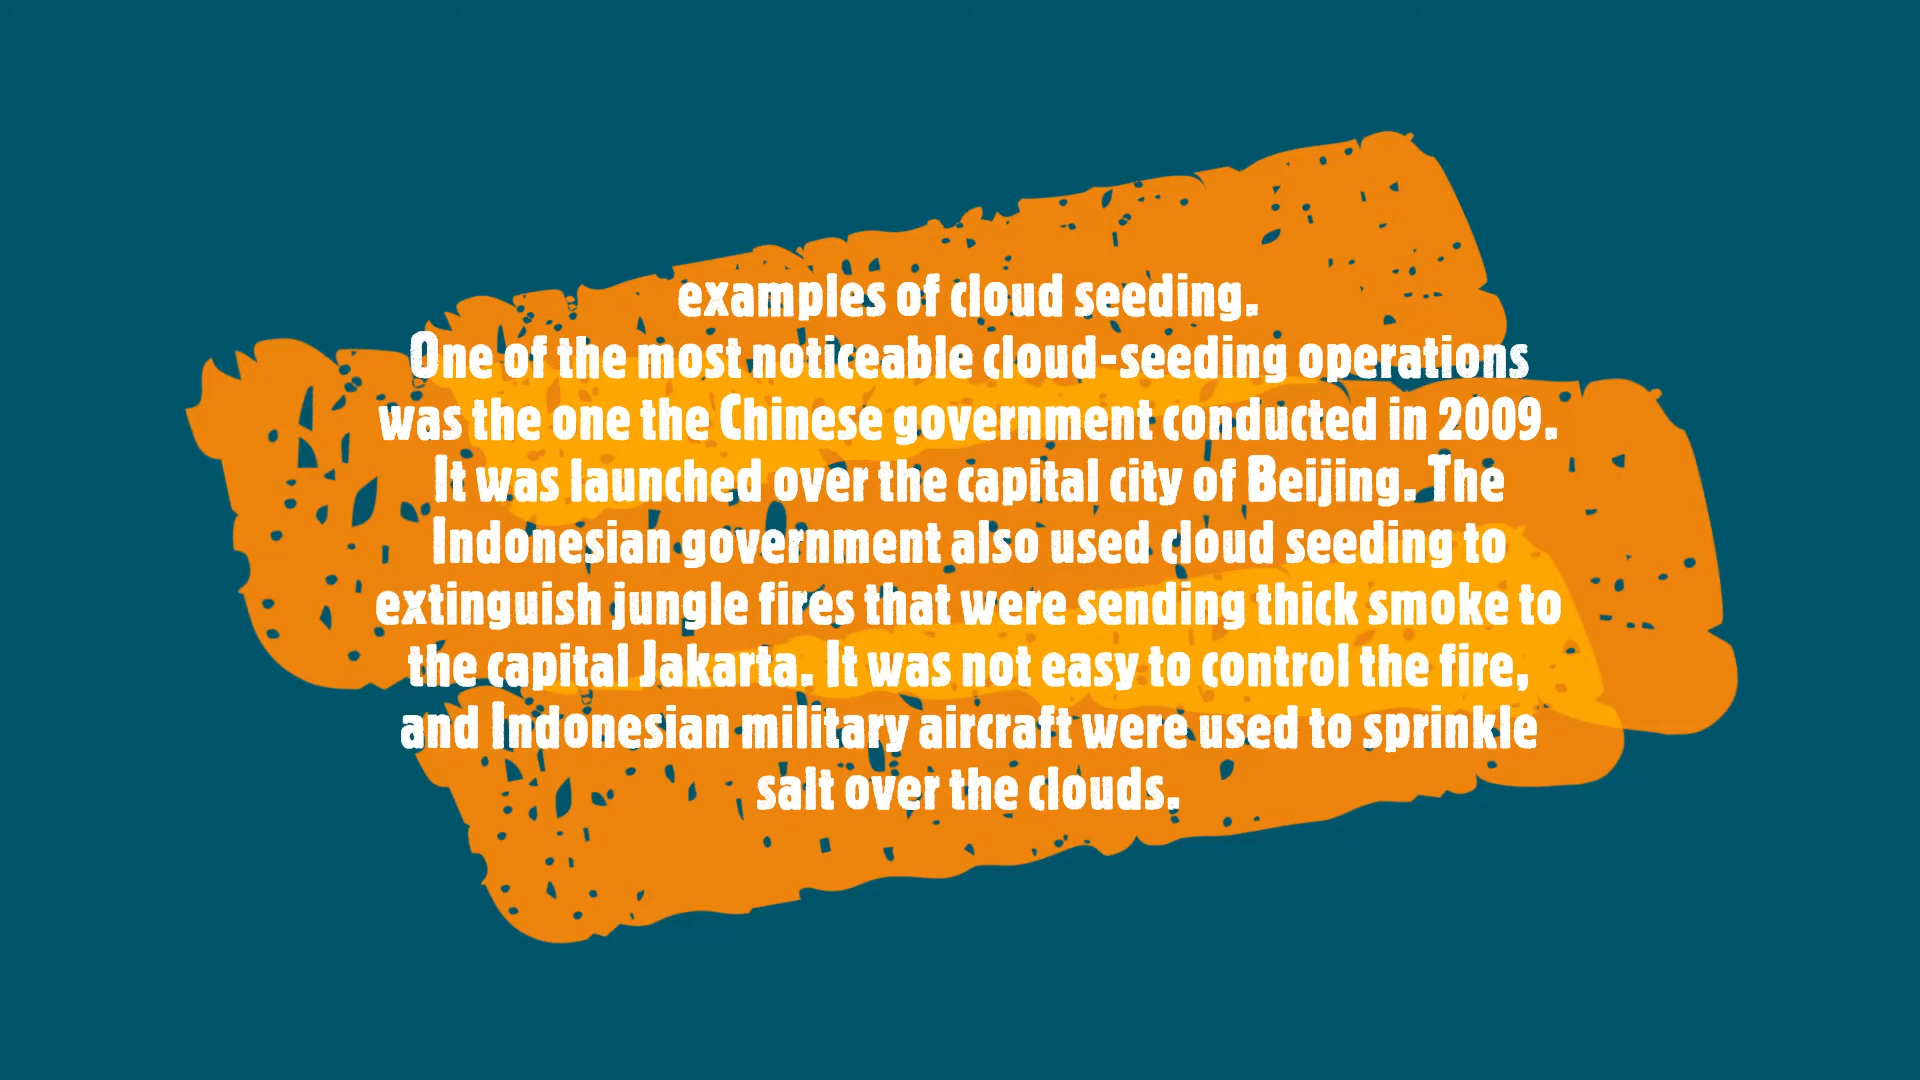 examples of cloud seeding.
One of the most noticeable cloud-seeding operations
was the one the Chinese government conducted in 2009.
It was launched over the capital city of Beijing. The
Indonesian government also used cloud seeding to
extinguish jungle fires that were sending thick smoke to
the capital Jakarta. It was not easy to control the fire,
and Indonesian military aircraft were used to sprinkle
salt over the clouds.